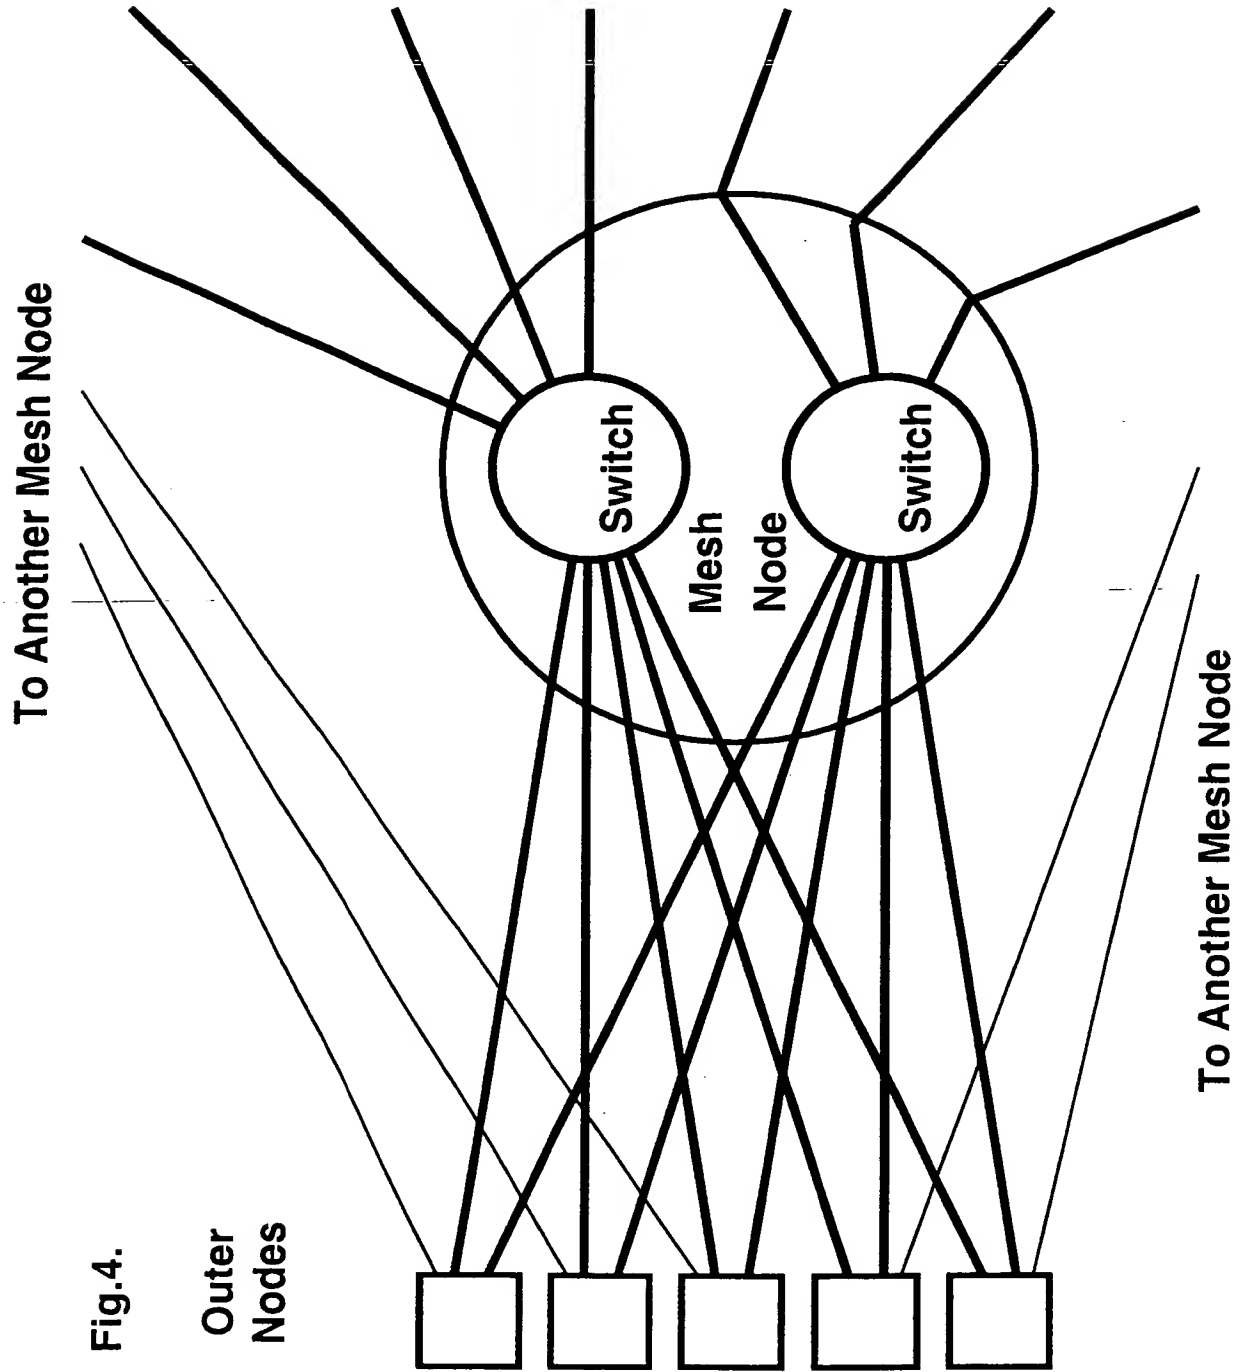 Fig.4.
Outer
Nodes
To Another Mesh Node
Switch
Mesh
Node
Switch
To Another Mesh Node